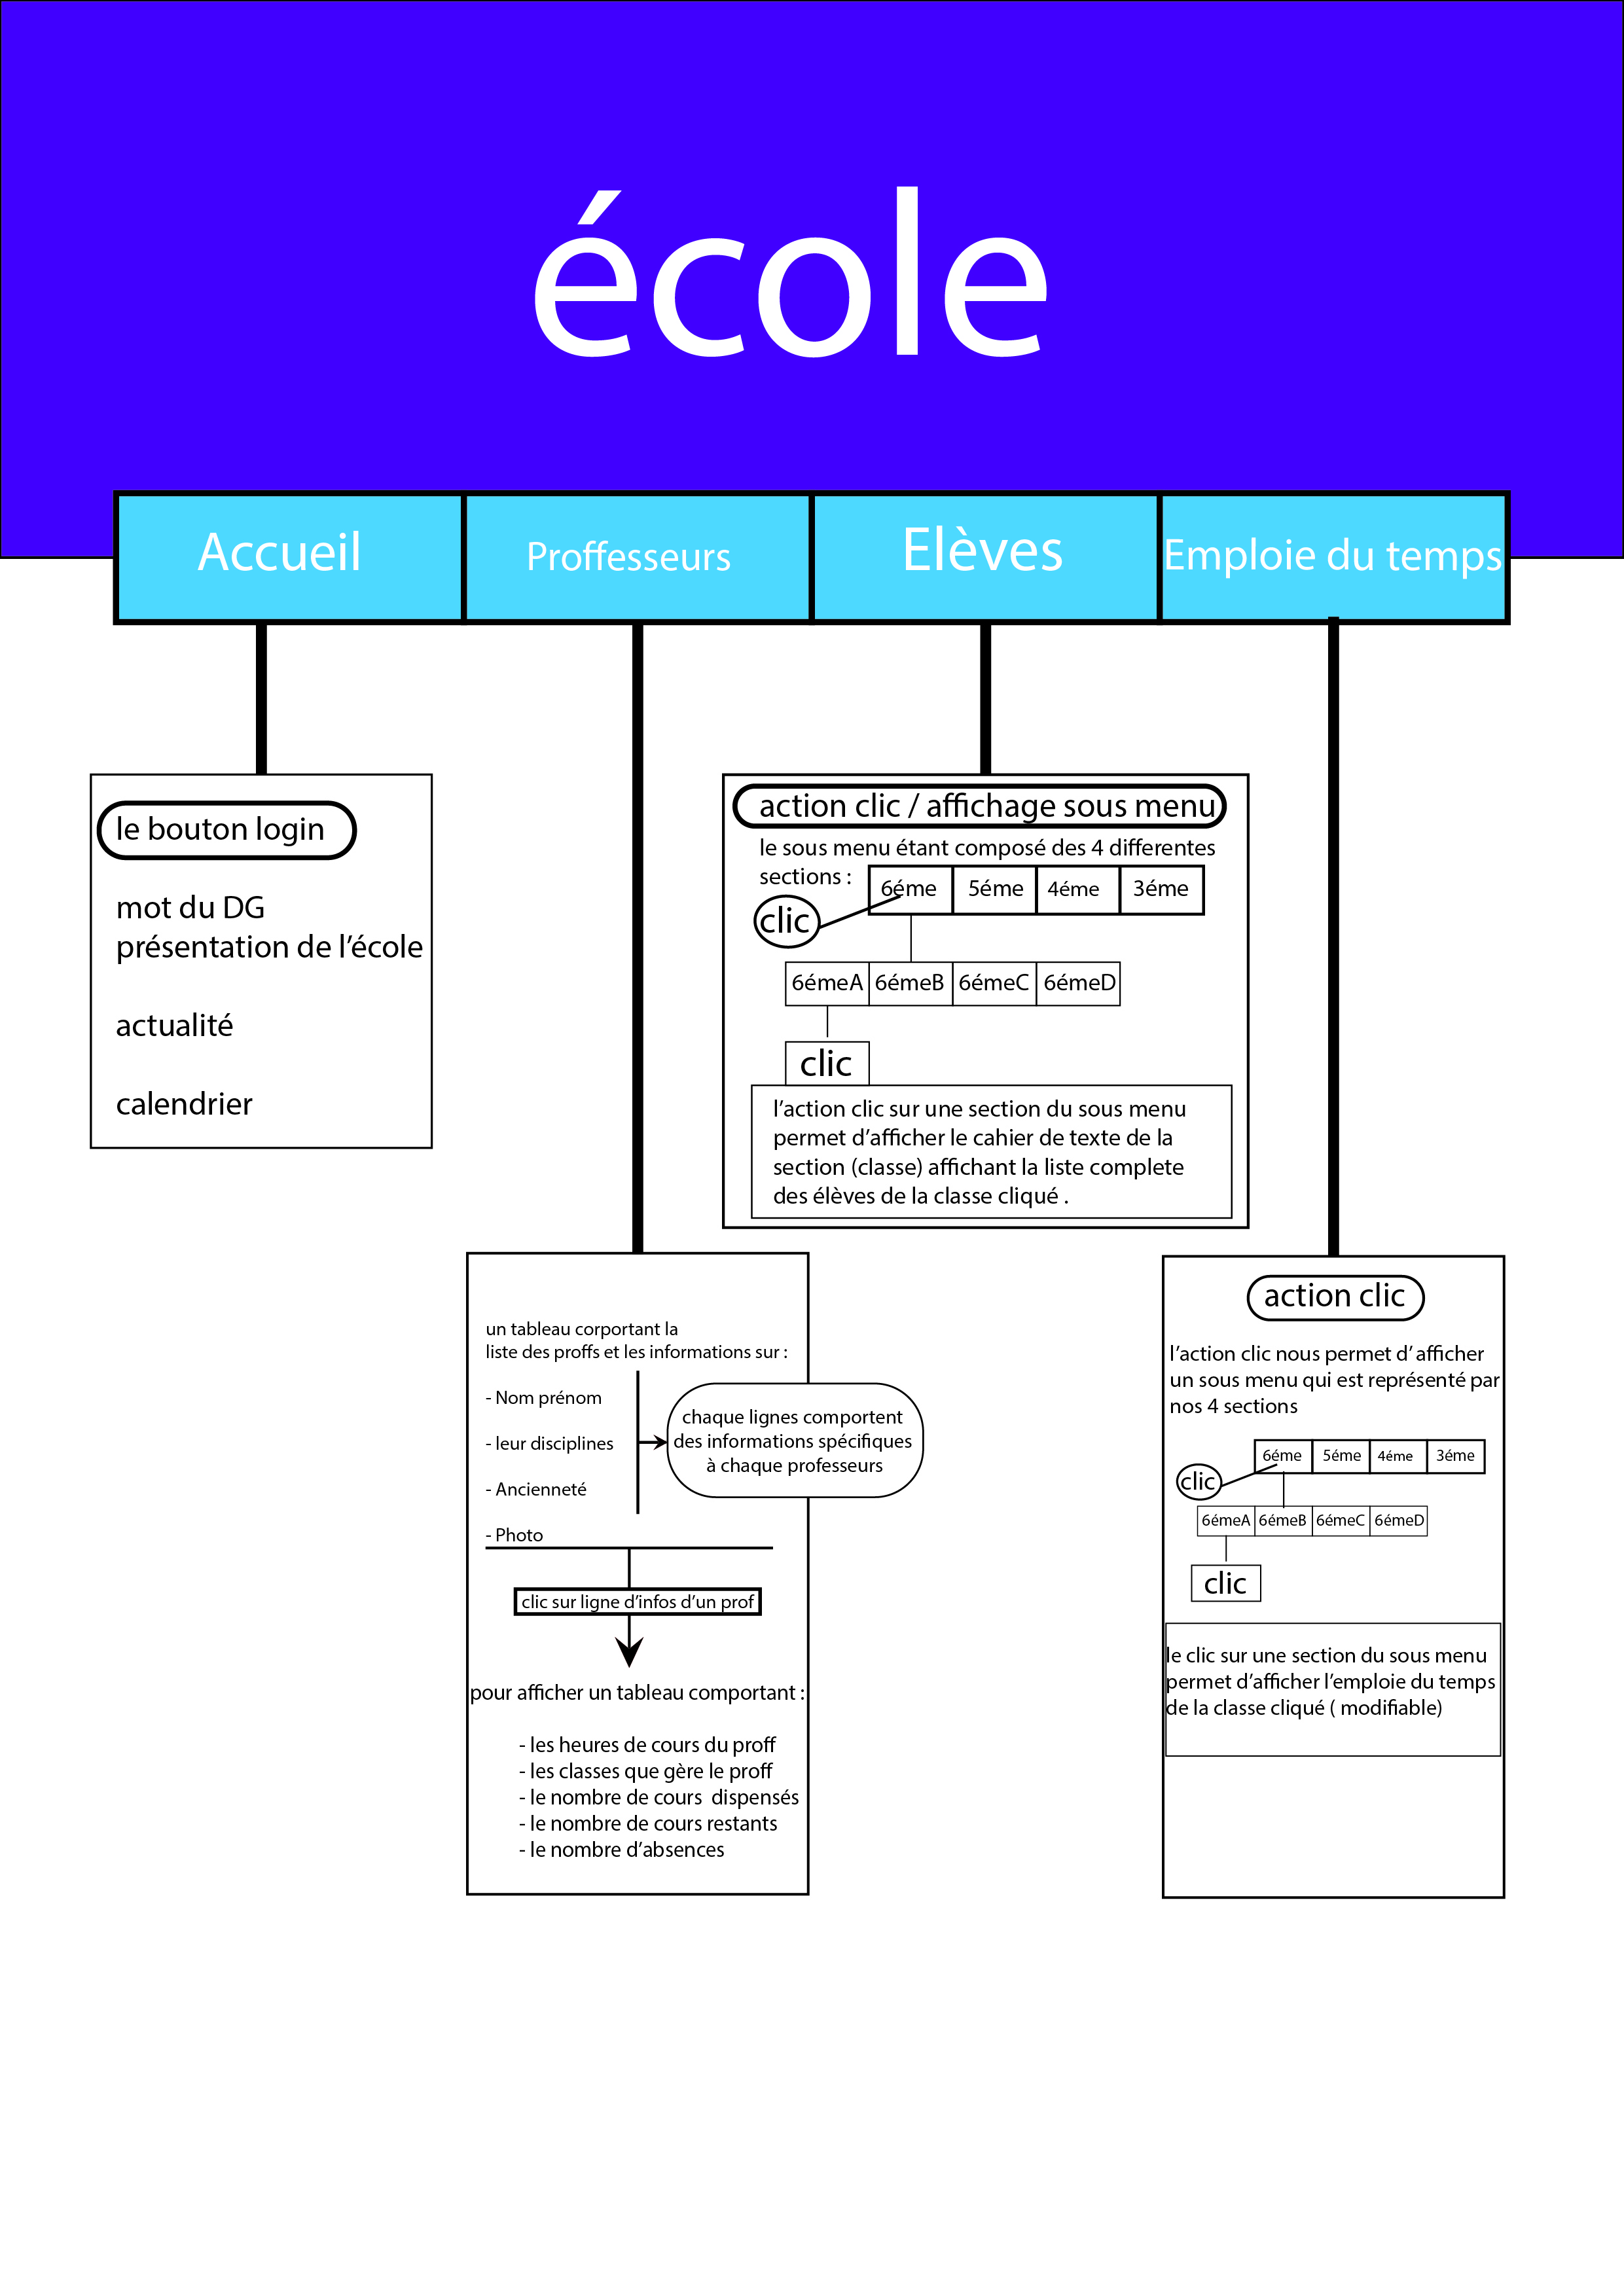 école
Accueil
Proffesseurs
Elèves
Emploie du temps
le bouton login
mot du DG
présentation de l'école
actualité
calendrier
action clic / affichage sous menu
le sous menu étant composé des 4 differentes
sections :
6éme 5éme 4éme 3éme
clic
6émeA 6émeB 6émeC 6émeD
clic
l'action clic sur une section du sous menu
permet d'afficher le cahier de texte de la
section (classe) affichant la liste complete
des élèves de la classe cliqué .
un tableau corportant la
liste des proffs et les informations sur :
- Nom prénom
- leur disciplines
- Ancienneté
- Photo
chaque lignes comportent
des informations spécifiques
à chaque professeurs
clic sur ligne d'infos d'un prof
pour afficher un tableau comportant :
- les heures de cours du proff
- les classes que gère le proff
- le nombre de cours  dispensés
- le nombre de cours restants
- le nombre d'absences
action clic
l'action clic nous permet d' afficher
un sous menu qui est représenté par
nos 4 sections
6éme 5éme 4éme 3éme
clic
6émeA 6émeB 6émeC 6émeD
clic
le clic sur une section du sous menu
permet d'afficher l'emploie du temps
de la classe cliqué ( modifiable)